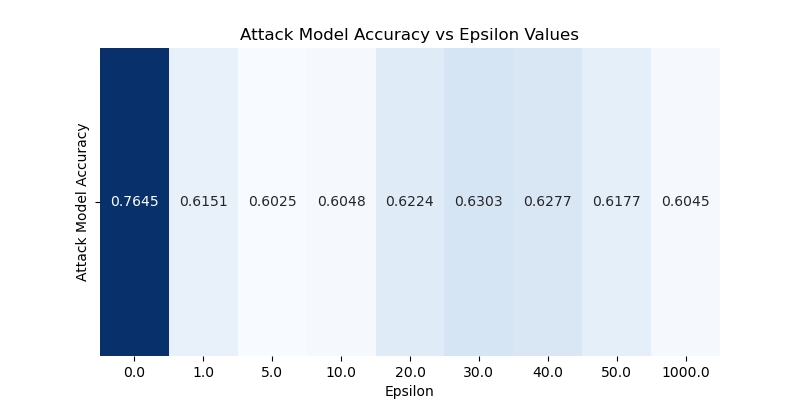 Attack Model Accuracy vs Epsilon Values
Attack Model Accuracy
0.7645 0.6151 0.6025 0.6048 0.6224 0.6303 0.6277 0.6177 0.6045
0.0 1.0 5.0 10.0 20.0 30.0 40.0 50.0 1000.0
Epsilon